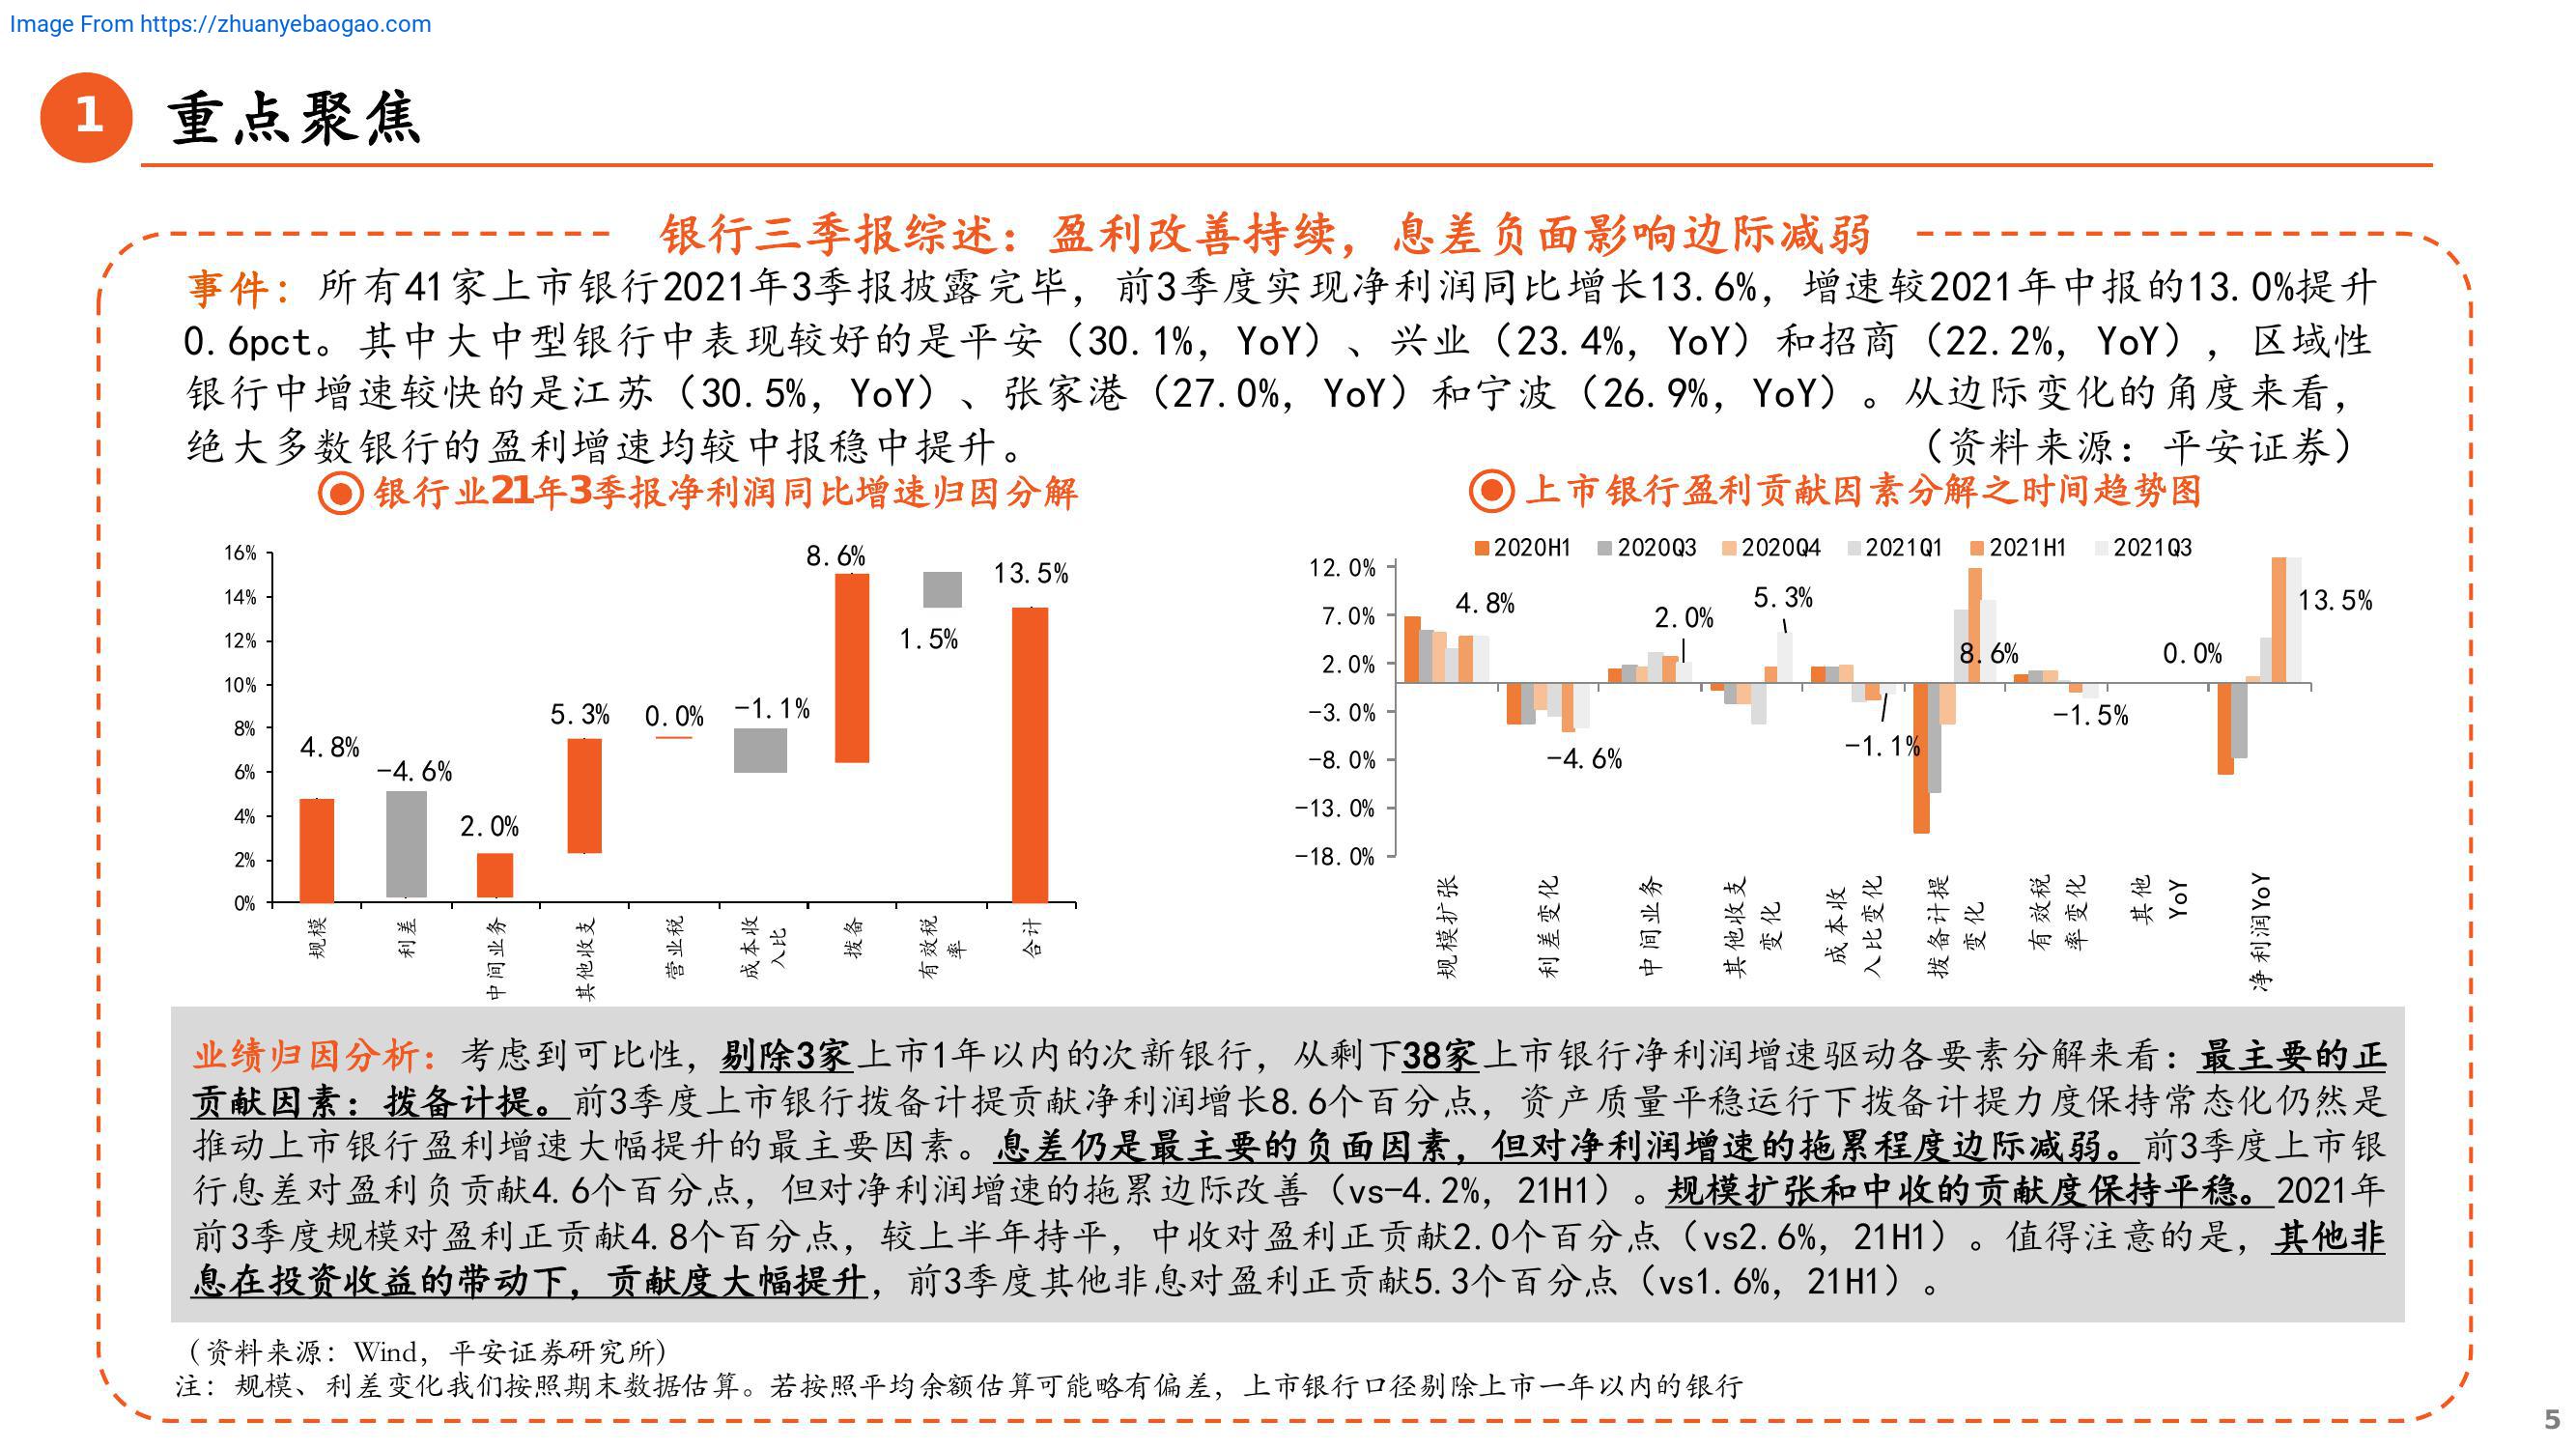 Image From https://zhuanyebaogao.com
1 重点聚焦
银行三季报综述：盈利改善持续，息差负面影响边际减弱
事件：所有41家上市银行2021年3季报披露完毕，前3季度实现净利润同比增长13.6%，增速较2021年中报的13.0%提升
0.6pct。其中大中型银行中表现较好的是平安（30.1%，YoY）、兴业（23.4%，YoY）和招商（22.2%，YoY），区域性
银行中增速较快的是江苏（30.5%，YoY）、张家港（27.0%，YoY）和宁波（26.9%，YoY）。从边际变化的角度来看，
绝大多数银行的盈利增速均较中报稳中提升。 （资料来源：平安证券）
银行业21年3季报净利润同比增速归因分解
16%
14%
12%
10%
8%
6%
4%
2%
0%
4.8%
-4.6%
2.0%
5.3%
0.0%
-1.1%
8.6%
1.5%
13.5%
规模
利差
中间业务
其他收支
营业税
成本收
入比
拨备
有效税
率
合计
上市银行盈利贡献因素分解之时间趋势图
2020H1 2020Q3 2020Q4 2021Q1 2021H1 2021Q3
12.0%
7.0%
2.0%
-3.0%
-8.0%
-13.0%
-18.0%
4.8%
-4.6%
2.0%
5.3%
-1.1%
8.6%
-1.5%
0.0%
13.5%
规模扩张
利差变化
中间业务
其他收支
变化
成本收
入比变化
拨备计提
变化
有效税
率变化
其他
YoY
净利润YoY
业绩归因分析：考虑到可比性，剔除3家上市1年以内的次新银行，从剩下38家上市银行净利润增速驱动各要素分解来看：最主要的正
贡献因素：拨备计提。前3季度上市银行拨备计提贡献净利润增长8.6个百分点，资产质量平稳运行下拨备计提力度保持常态化仍然是
推动上市银行盈利增速大幅提升的最主要因素。息差仍是最主要的负面因素，但对净利润增速的拖累程度边际减弱。前3季度上市银
行息差对盈利负贡献4.6个百分点，但对净利润增速的拖累边际改善（vs-4.2%，21H1）。规模扩张和中收的贡献度保持平稳。2021年
前3季度规模对盈利正贡献4.8个百分点，较上半年持平，中收对盈利正贡献2.0个百分点（vs2.6%，21H1）。值得注意的是，其他非
息在投资收益的带动下，贡献度大幅提升，前3季度其他非息对盈利正贡献5.3个百分点（vs1.6%，21H1）。
（资料来源：Wind，平安证券研究所)
注：规模、利差变化我们按照期末数据估算。若按照平均余额估算可能略有偏差，上市银行口径剔除上市一年以内的银行
5